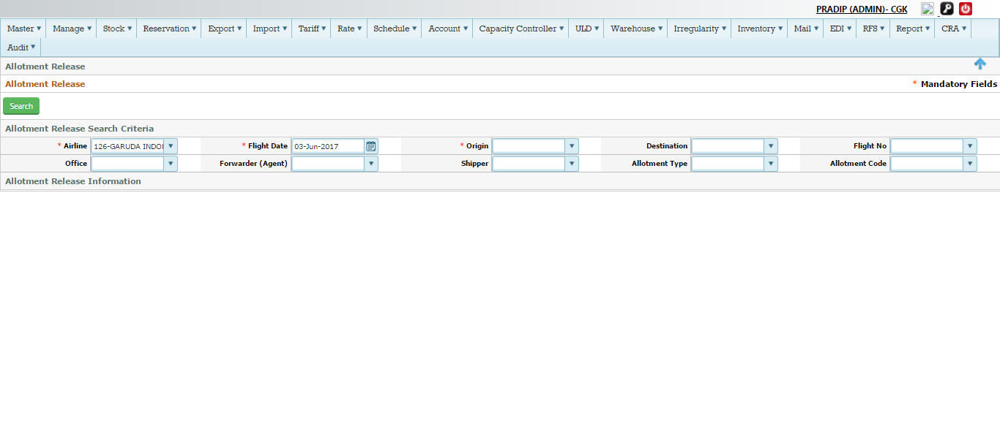 PRADIP (ADMIN)- CGK
Master Manage Stock Reservation Export Import Tariff Rate Schedule Account Capacity Controller ULD Warehouse Irregularity Inventory Mail EDI RFS Report CRA
Audit
Allotment Release
Allotment Release * Mandatory Fields
Search
Allotment Release Search Criteria
* Airline 126-GARUDA INDO * Flight Date 03-Jun-2017 * Origin Destination Flight No
Office Forwarder (Agent) Shipper Allotment Type Allotment Code
Allotment Release Information